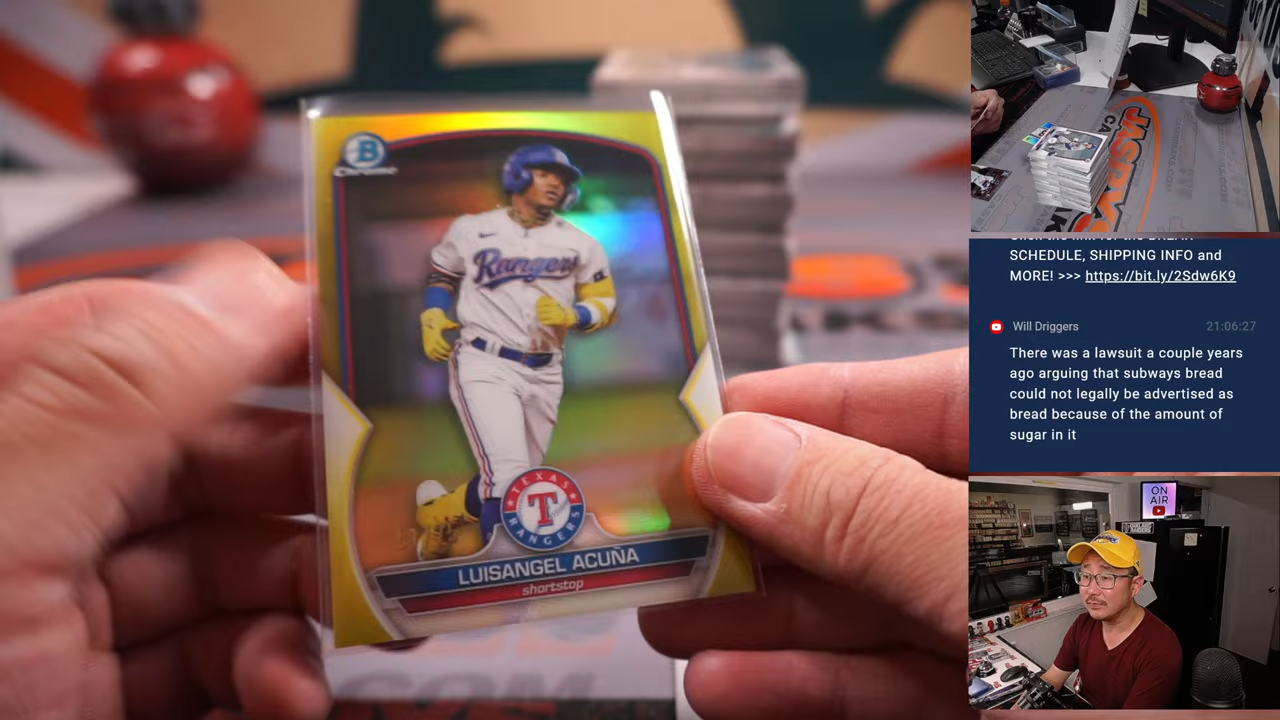 B
Chrome
Rangers
TEXAS
T
RANGERS
LUISANGEL ACUÑA
shortstop
SCHEDULE, SHIPPING INFO and
MORE! >>> https://bit.ly/2Sdw6K9
Will Driggers
21:06:27
There was a lawsuit a couple years
ago arguing that subways bread
could not legally be advertised as
bread because of the amount of
sugar in it
ON
AIR